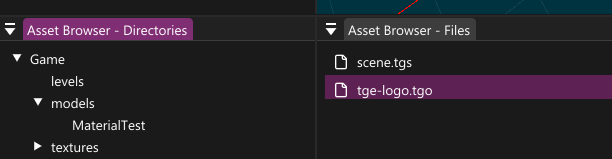 Asset Browser - Directories
Game
levels
models
MaterialTest
textures
Asset Browser - Files
scene.tgs
tge-logo.tgo